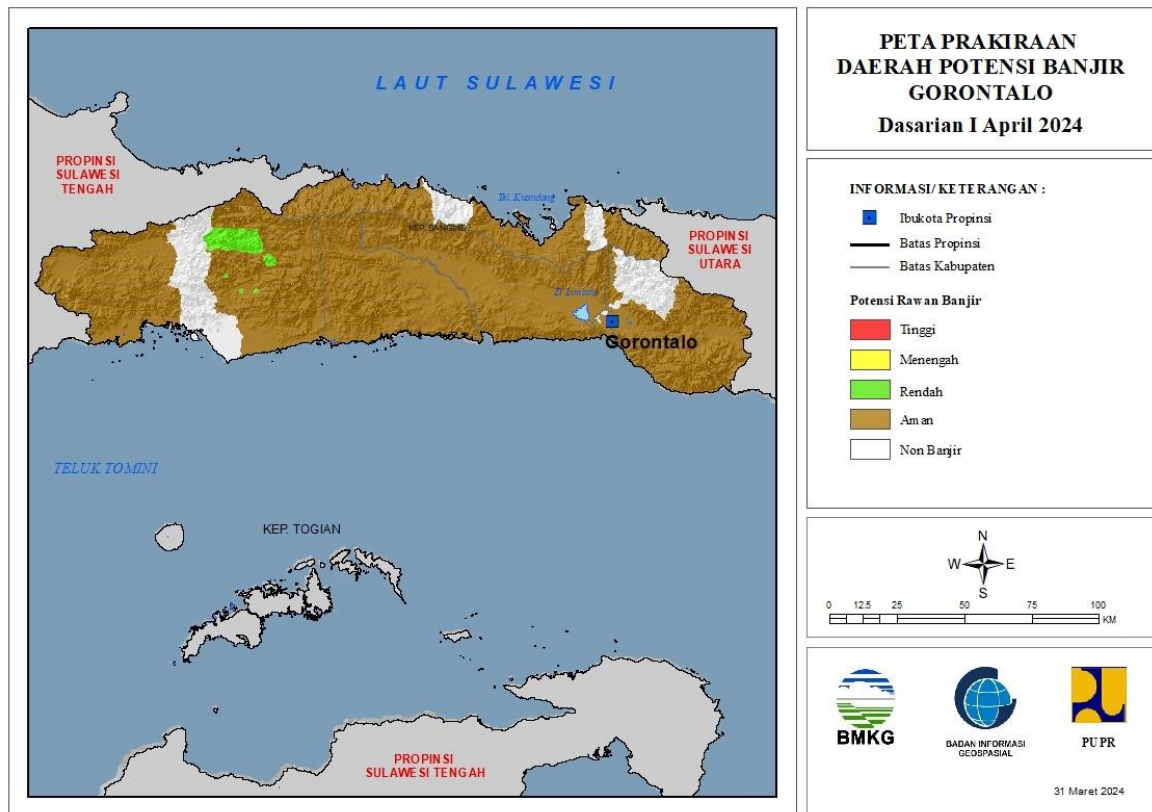 LAUT SULAWESI
PROPINSI
SULAWESI
TENGAH
Tel. Kuandang
KEP. SANGIHE
PROPINSI
SULAWESI
UTARA
Gorontalo
TELUK TOMINI
KEP. TOGIAN
PROPINSI
SULAWESI TENGAH
PETA PRAKIRAAN
DAERAH POTENSI BANJIR
GORONTALO
Dasarian I April 2024
INFORMASI/ KETERANGAN :
Ibukota Propinsi
Batas Propinsi
Batas Kabupaten
Potensi Rawan Banjir
Tinggi
Menengah
Rendah
Aman
Non Banjir
N
W E
S
0 12.5 25 50 75 100
KM
BMKG
BADAN INFORMASI
GEOSPASIAL
PUPR
31 Maret 2024